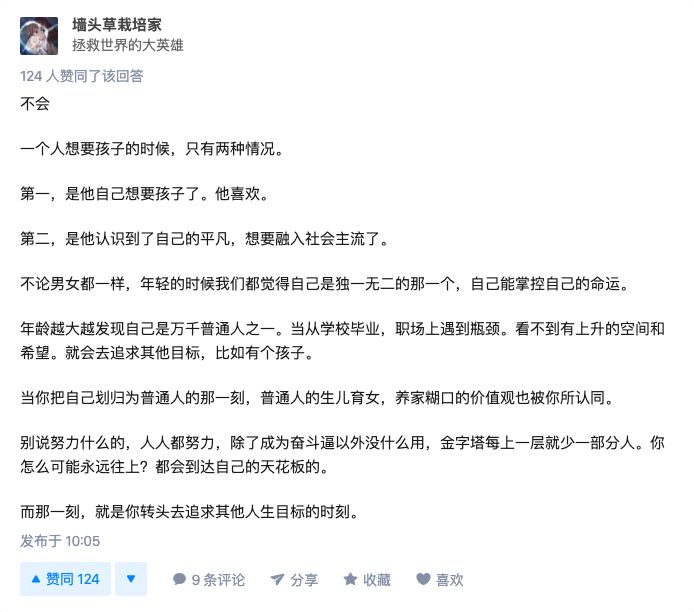 墙头草栽培家
拯救世界的大英雄
124 人赞同了该回答
不会
一个人想要孩子的时候，只有两种情况。
第一，是他自己想要孩子了。他喜欢。
第二，是他认识到了自己的平凡，想要融入社会主流了。
不论男女都一样，年轻的时候我们都觉得自己是独一无二的那一个，自己能掌控自己的命运。
年龄越大越发现自己是万千普通人之一。当从学校毕业，职场上遇到瓶颈。看不到有上升的空间和
希望。就会去追求其他目标，比如有个孩子。
当你把自己划归为普通人的那一刻，普通人的生儿育女，养家糊口的价值观也被你所认同。
别说努力什么的，人人都努力，除了成为奋斗逼以外没什么用，金字塔每上一层就少一部分人。你
怎么可能永远往上？都会到达自己的天花板的。
而那一刻，就是你转头去追求其他人生目标的时刻。
发布于 10:05
赞同 124 9 条评论 分享 收藏 喜欢